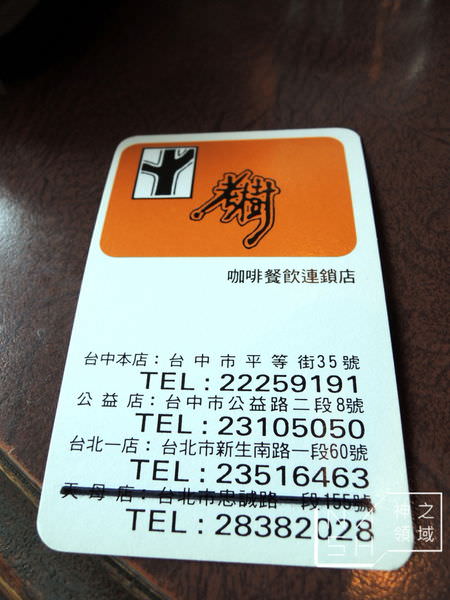 老樹
咖啡餐飲連鎖店
台中本店：台中市平等街35號
TEL：22259191
公益店：台中市公益路二段8號
TEL：23105050
台北一店：台北市新生南路一段60號
TEL：23516463
天母店：台北市忠誠路一段155號
TEL：28382028
神之
領域